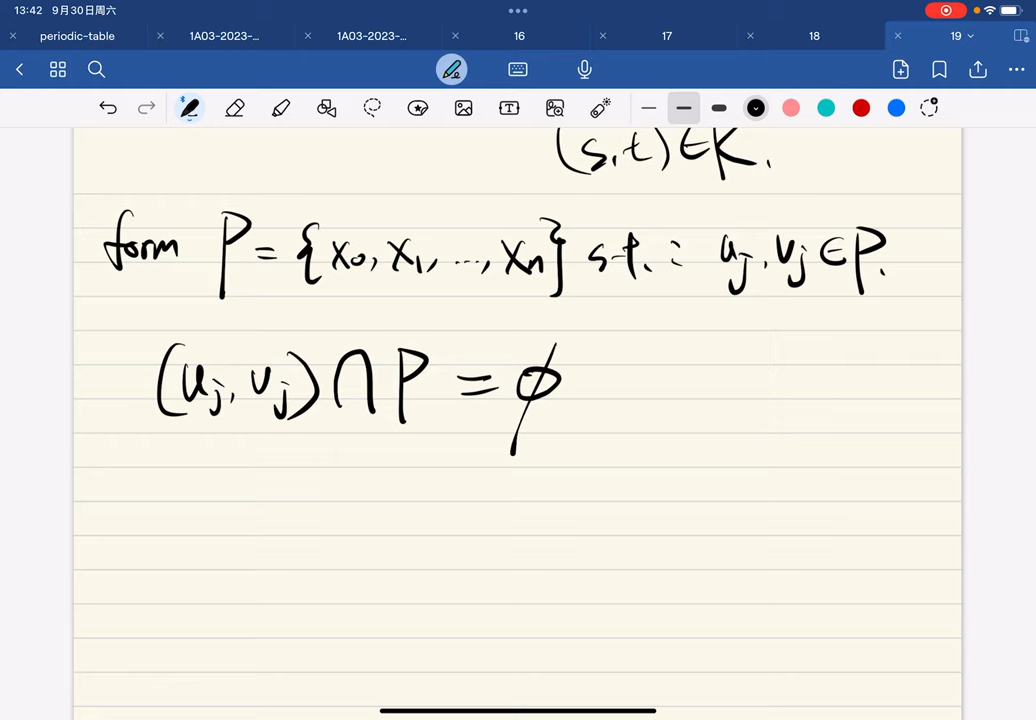 13:42 9月30日周六
periodic-table 1A03-2023-... 1A03-2023-... 16 17 18 19
(s,t)∈K.
form P = {x₀, x₁, ..., xₙ} s.t. : uⱼ, vⱼ ∈ P.
(uⱼ, vⱼ) ∩ P = ϕ